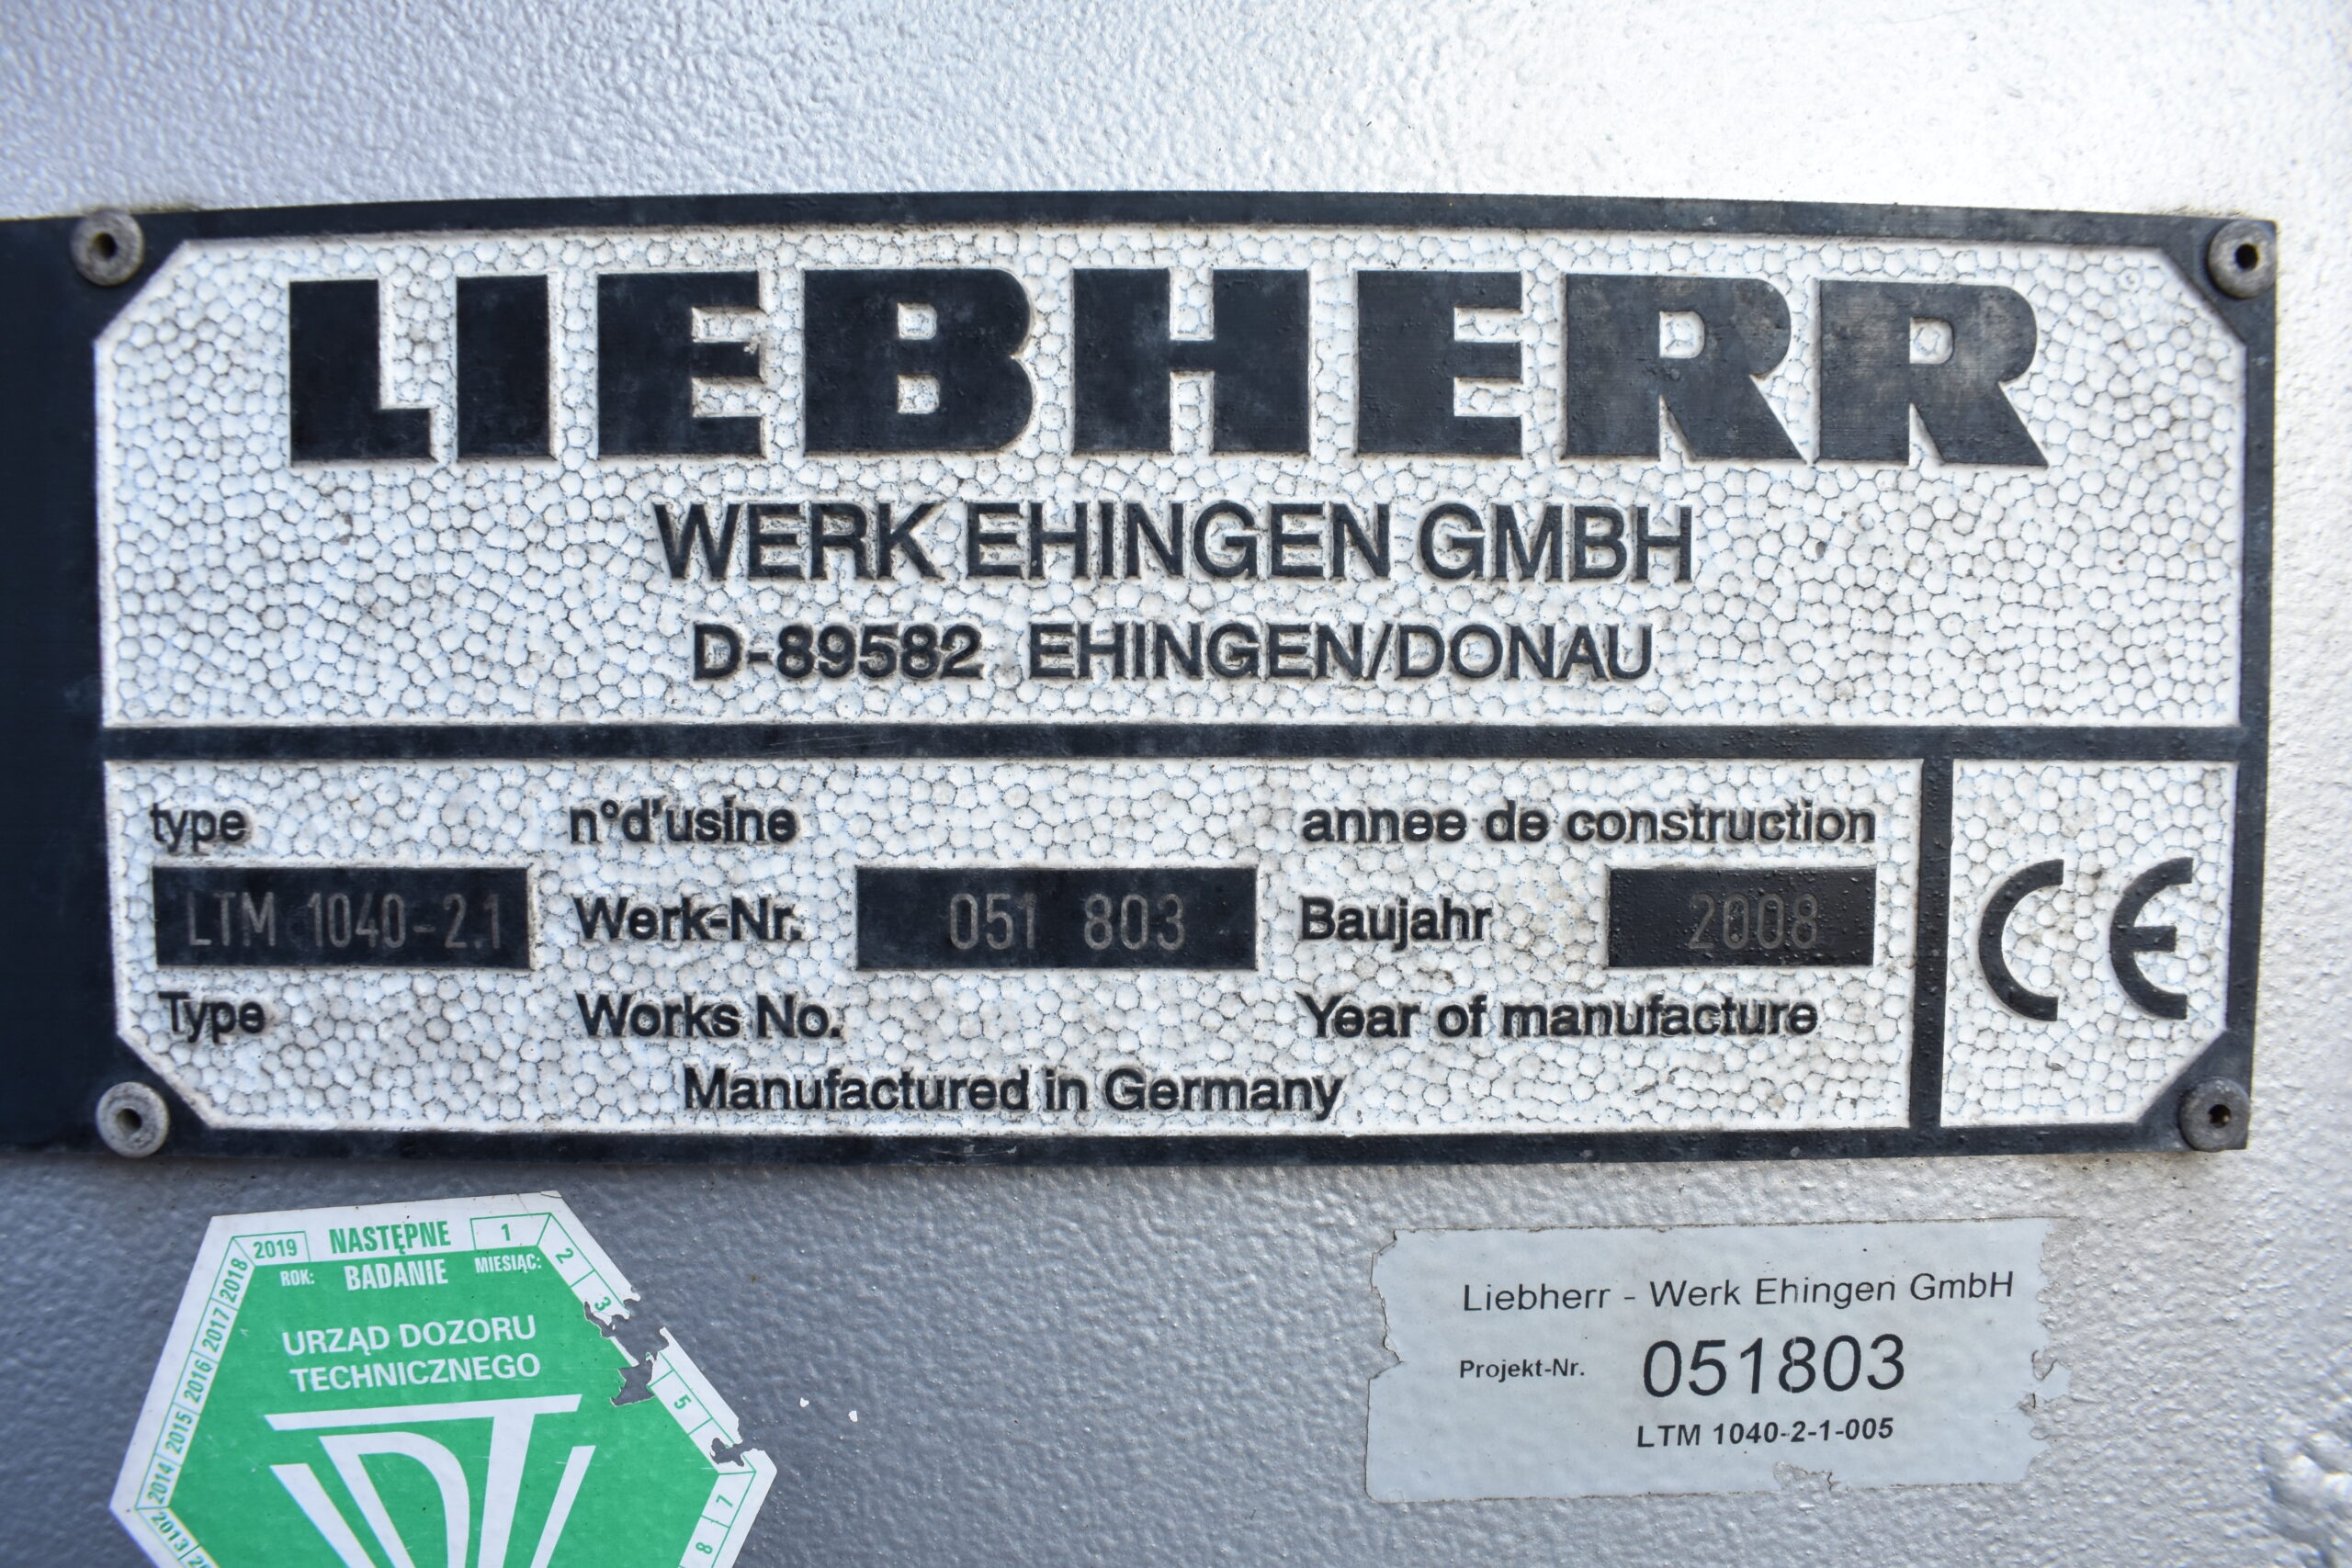 LIEBHERR
WERK EHINGEN GMBH
D-89582 EHINGEN/DONAU
type n°d'usine annee de construction
LTM 1040-2.1 Werk-Nr. 051 803 Baujahr 2008
Type Works No. Year of manufacture
Manufactured in Germany
CE
2019 NASTĘPNE 1
ROK: BADANIE MIESIĄC:
2 3 5 7 8
2018 2017 2016 2015 2014 2013
URZĄD DOZORU
TECHNICZNEGO
UDT
Liebherr - Werk Ehingen GmbH
Projekt-Nr. 051803
LTM 1040-2-1-005